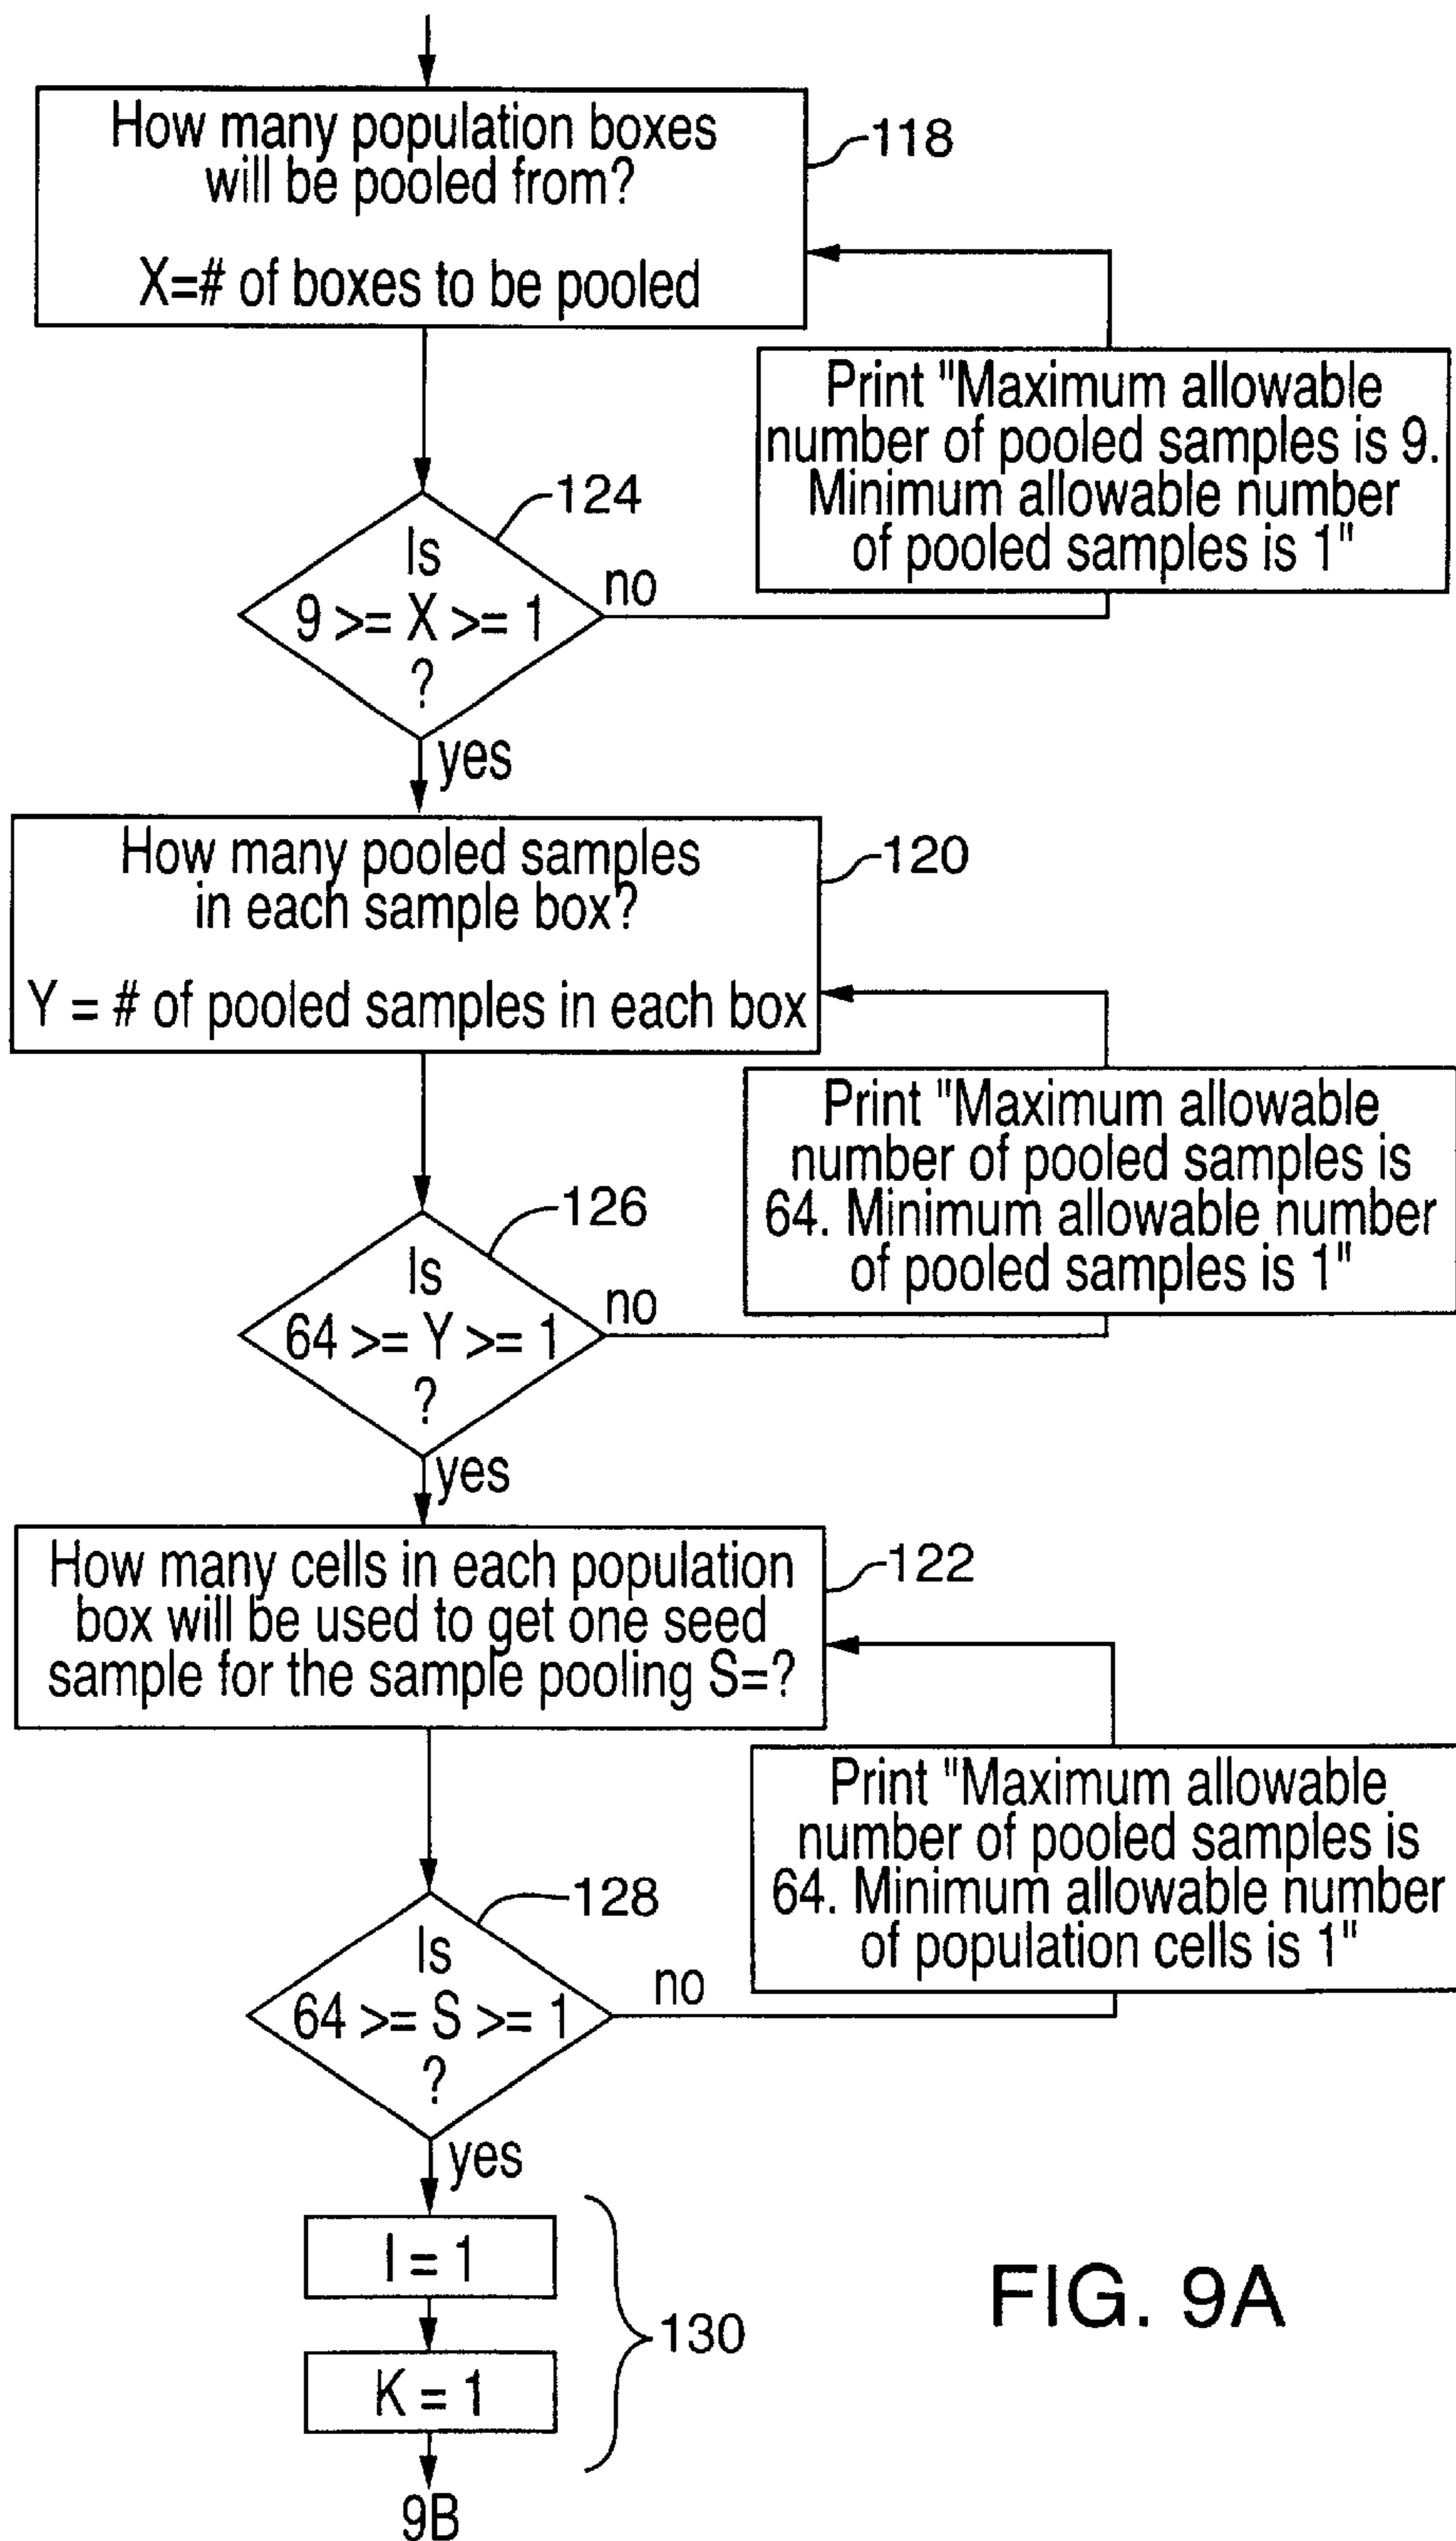 How many population boxes
will be pooled from?
X=# of boxes to be pooled
118
Print "Maximum allowable
number of pooled samples is 9.
Minimum allowable number
of pooled samples is 1"
124
Is
9 >= X >= 1
?
no
yes
How many pooled samples
in each sample box?
Y = # of pooled samples in each box
120
Print "Maximum allowable
number of pooled samples is
64. Minimum allowable number
of pooled samples is 1"
126
Is
64 >= Y >= 1
?
no
yes
How many cells in each population
box will be used to get one seed
sample for the sample pooling S=?
122
Print "Maximum allowable
number of pooled samples is
64. Minimum allowable number
of population cells is 1"
128
Is
64 >= S >= 1
?
no
yes
I = 1
K = 1
130
9B
FIG. 9A